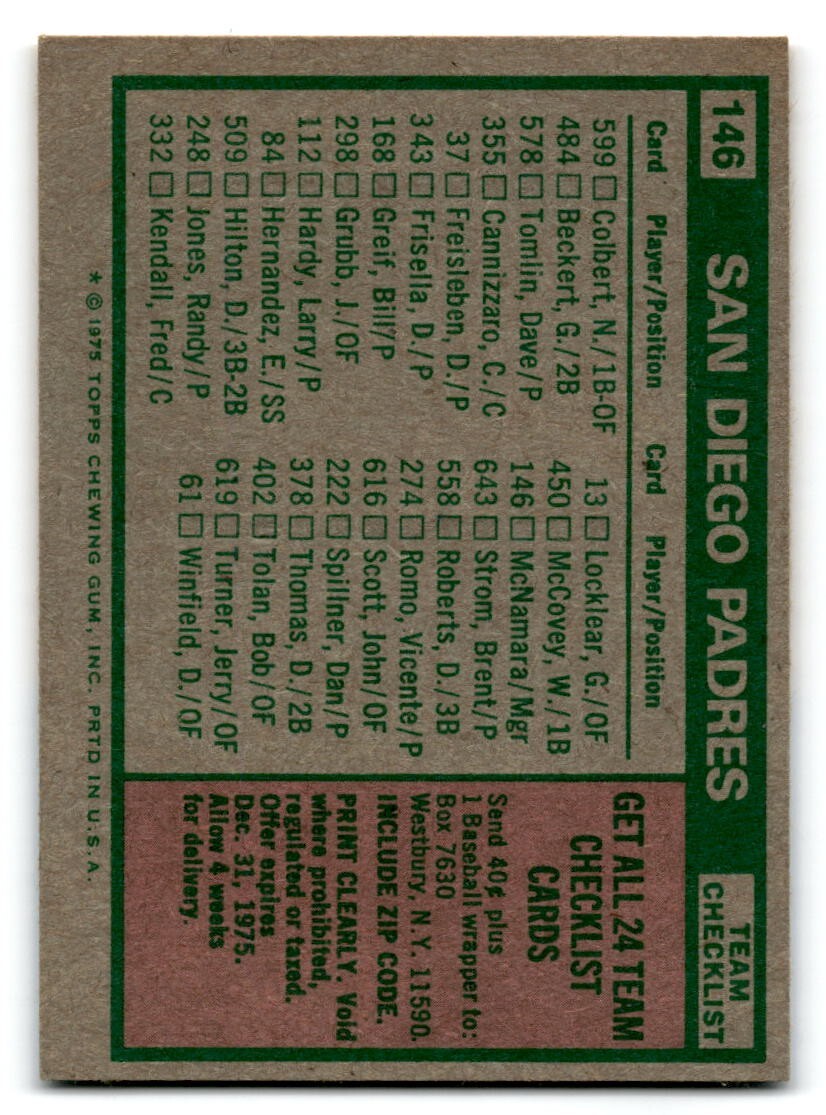 146 SAN DIEGO PADRES TEAM CHECKLIST
Card Player/Position Card Player/Position
599 □ Colbert, N./1B-OF
484 □ Beckert, G./2B
578 □ Tomlin, Dave/P
355 □ Cannizzaro, C./C
37 □ Freisleben, D./P
343 □ Frisella, D./P
168 □ Greif, Bill/P
298 □ Grubb, J./OF
112 □ Hardy, Larry/P
84 □ Hernandez, E./SS
509 □ Hilton, D./3B-2B
248 □ Jones, Randy/P
332 □ Kendall, Fred/C
13 □ Locklear, G./OF
450 □ McCovey, W./1B
146 □ McNamara/Mgr
643 □ Strom, Brent/P
558 □ Roberts, D./3B
274 □ Romo, Vicente/P
616 □ Scott, John/OF
222 □ Spillner, Dan/P
378 □ Thomas, D./2B
402 □ Tolan, Bob/OF
619 □ Turner, Jerry/OF
61 □ Winfield, D./OF
GET ALL 24 TEAM
CHECKLIST
CARDS
Send 40¢ plus
1 Baseball wrapper to:
Box 7630
Westbury, N.Y. 11590.
INCLUDE ZIP CODE.
PRINT CLEARLY. Void
where prohibited,
regulated or taxed.
Offer expires
Dec. 31, 1975.
Allow 4 weeks
for delivery.
* © 1975 TOPPS CHEWING GUM, INC. PRTD IN U.S.A.